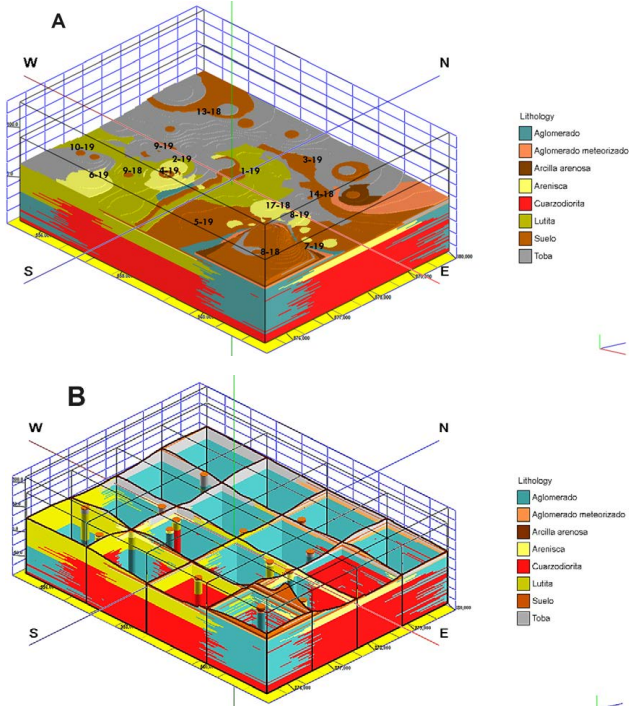 A
W
N
13-18
10-19
9-19
2-19
3-19
6-19
9-18
4-19
1-19
14-18
17-18
5-19
8-19
7-19
8-18
S
E
Lithology
Aglomerado
Aglomerado meteorizado
Arcilla arenosa
Arenisca
Cuarzodiorita
Lutita
Suelo
Toba
B
W
N
S
E
Lithology
Aglomerado
Aglomerado meteorizado
Arcilla arenosa
Arenisca
Cuarzodiorita
Lutita
Suelo
Toba